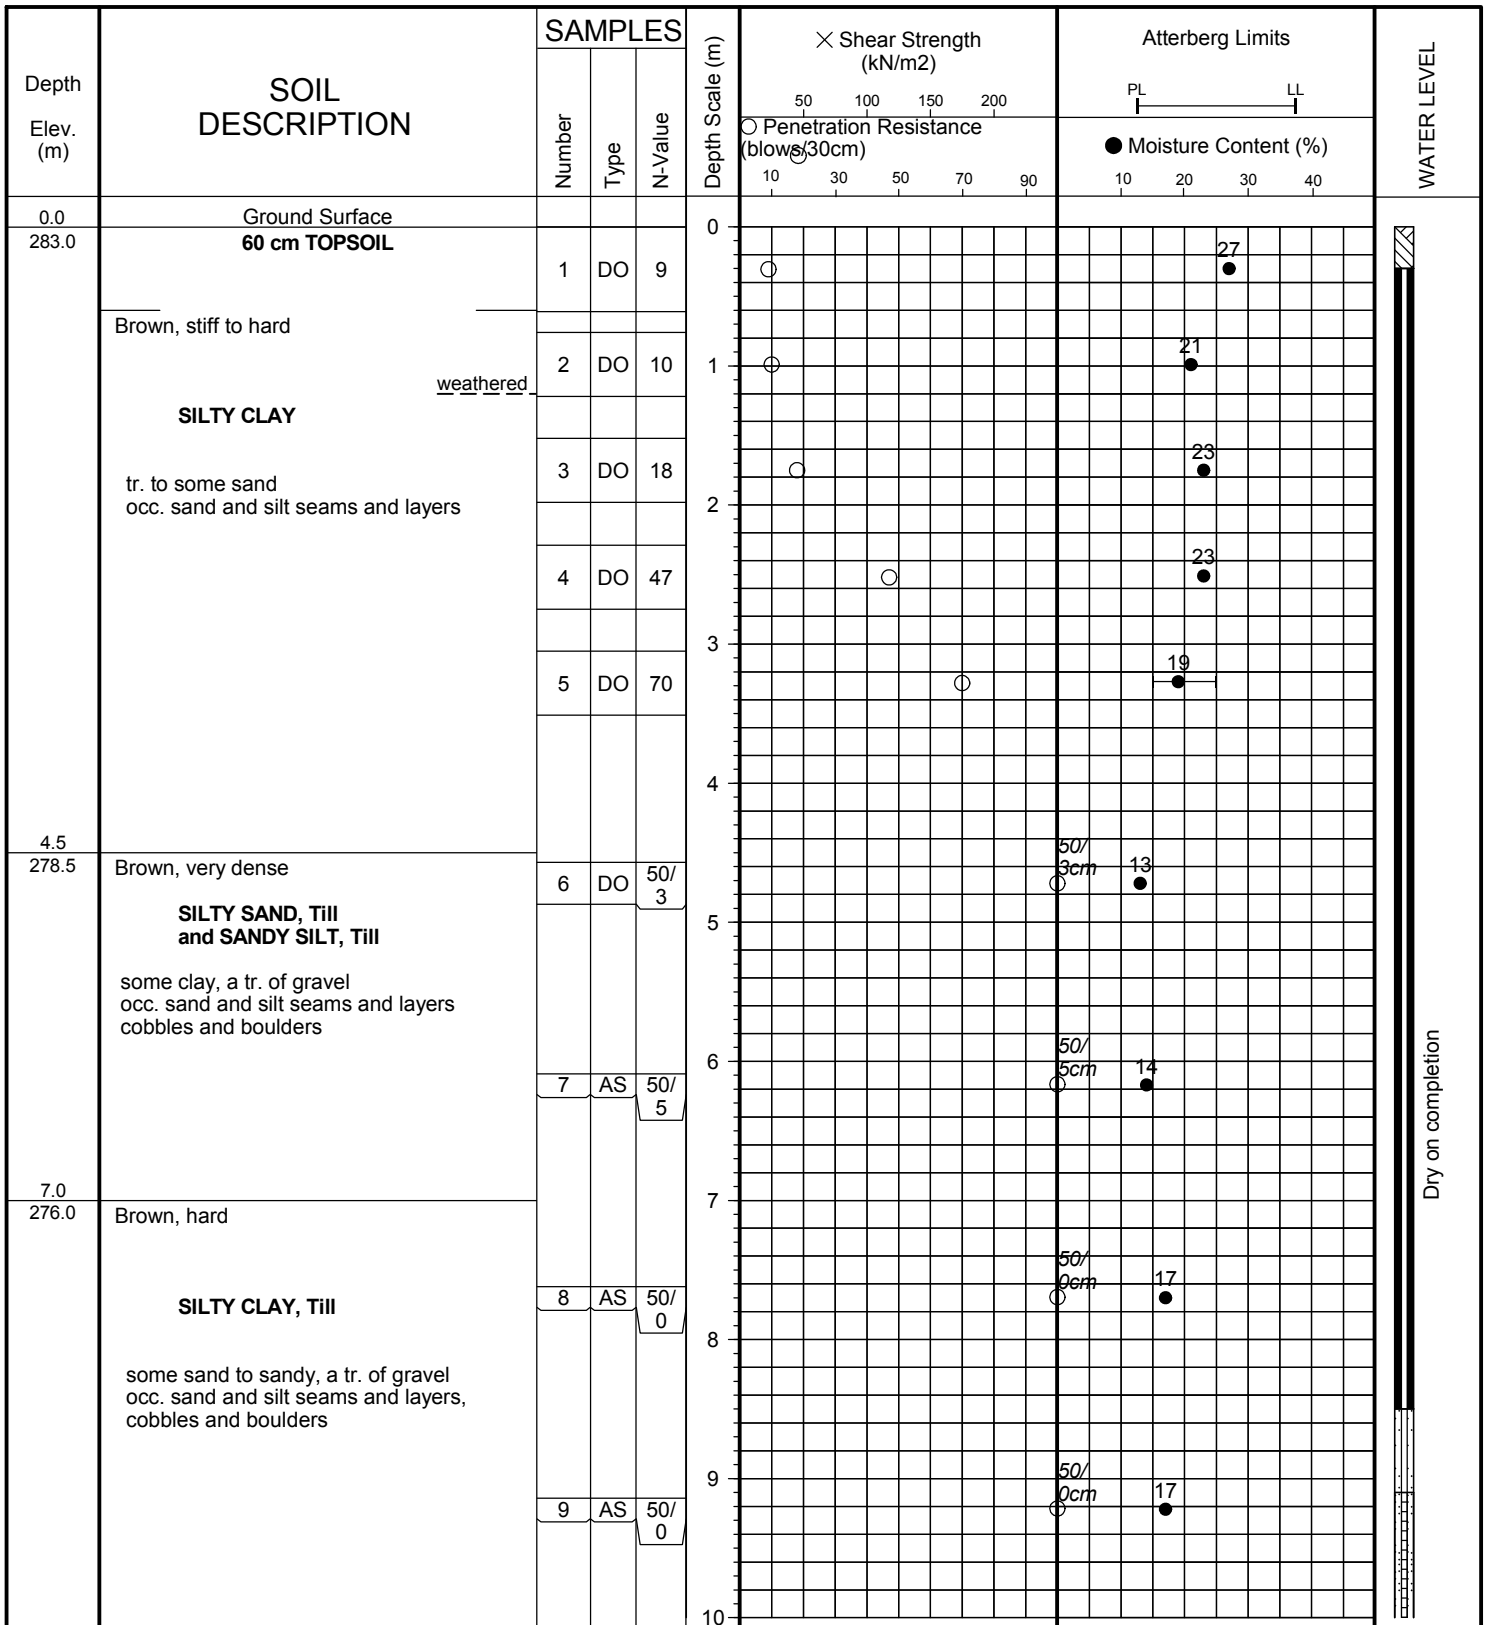 Depth
Elev.
(m)
SOIL
DESCRIPTION
SAMPLES
Number
Type
N-Value
Depth Scale (m)
× Shear Strength
(kN/m2)
50 100 150 200
Penetration Resistance
(blows/30cm)
10 30 50 70 90
Atterberg Limits
PL LL
Moisture Content (%)
10 20 30 40
WATER LEVEL
0.0 Ground Surface
0
283.0 60 cm TOPSOIL
27
1 DO 9
Brown, stiff to hard
21
2 DO 10 1
weathered
SILTY CLAY
23
3 DO 18
tr. to some sand
occ. sand and silt seams and layers
2
23
4 DO 47
3
19
5 DO 70
4
4.5
50/
3cm 13
278.5 Brown, very dense
6 DO 50/
3
SILTY SAND, Till
and SANDY SILT, Till
5
some clay, a tr. of gravel
occ. sand and silt seams and layers
cobbles and boulders
50/
5cm 14
6
7 AS 50/
5
Dry on completion
7.0
7
276.0 Brown, hard
50/
0cm 17
8 AS 50/
0
SILTY CLAY, Till
8
some sand to sandy, a tr. of gravel
occ. sand and silt seams and layers,
cobbles and boulders
50/
0cm 17
9
9 AS 50/
0
10